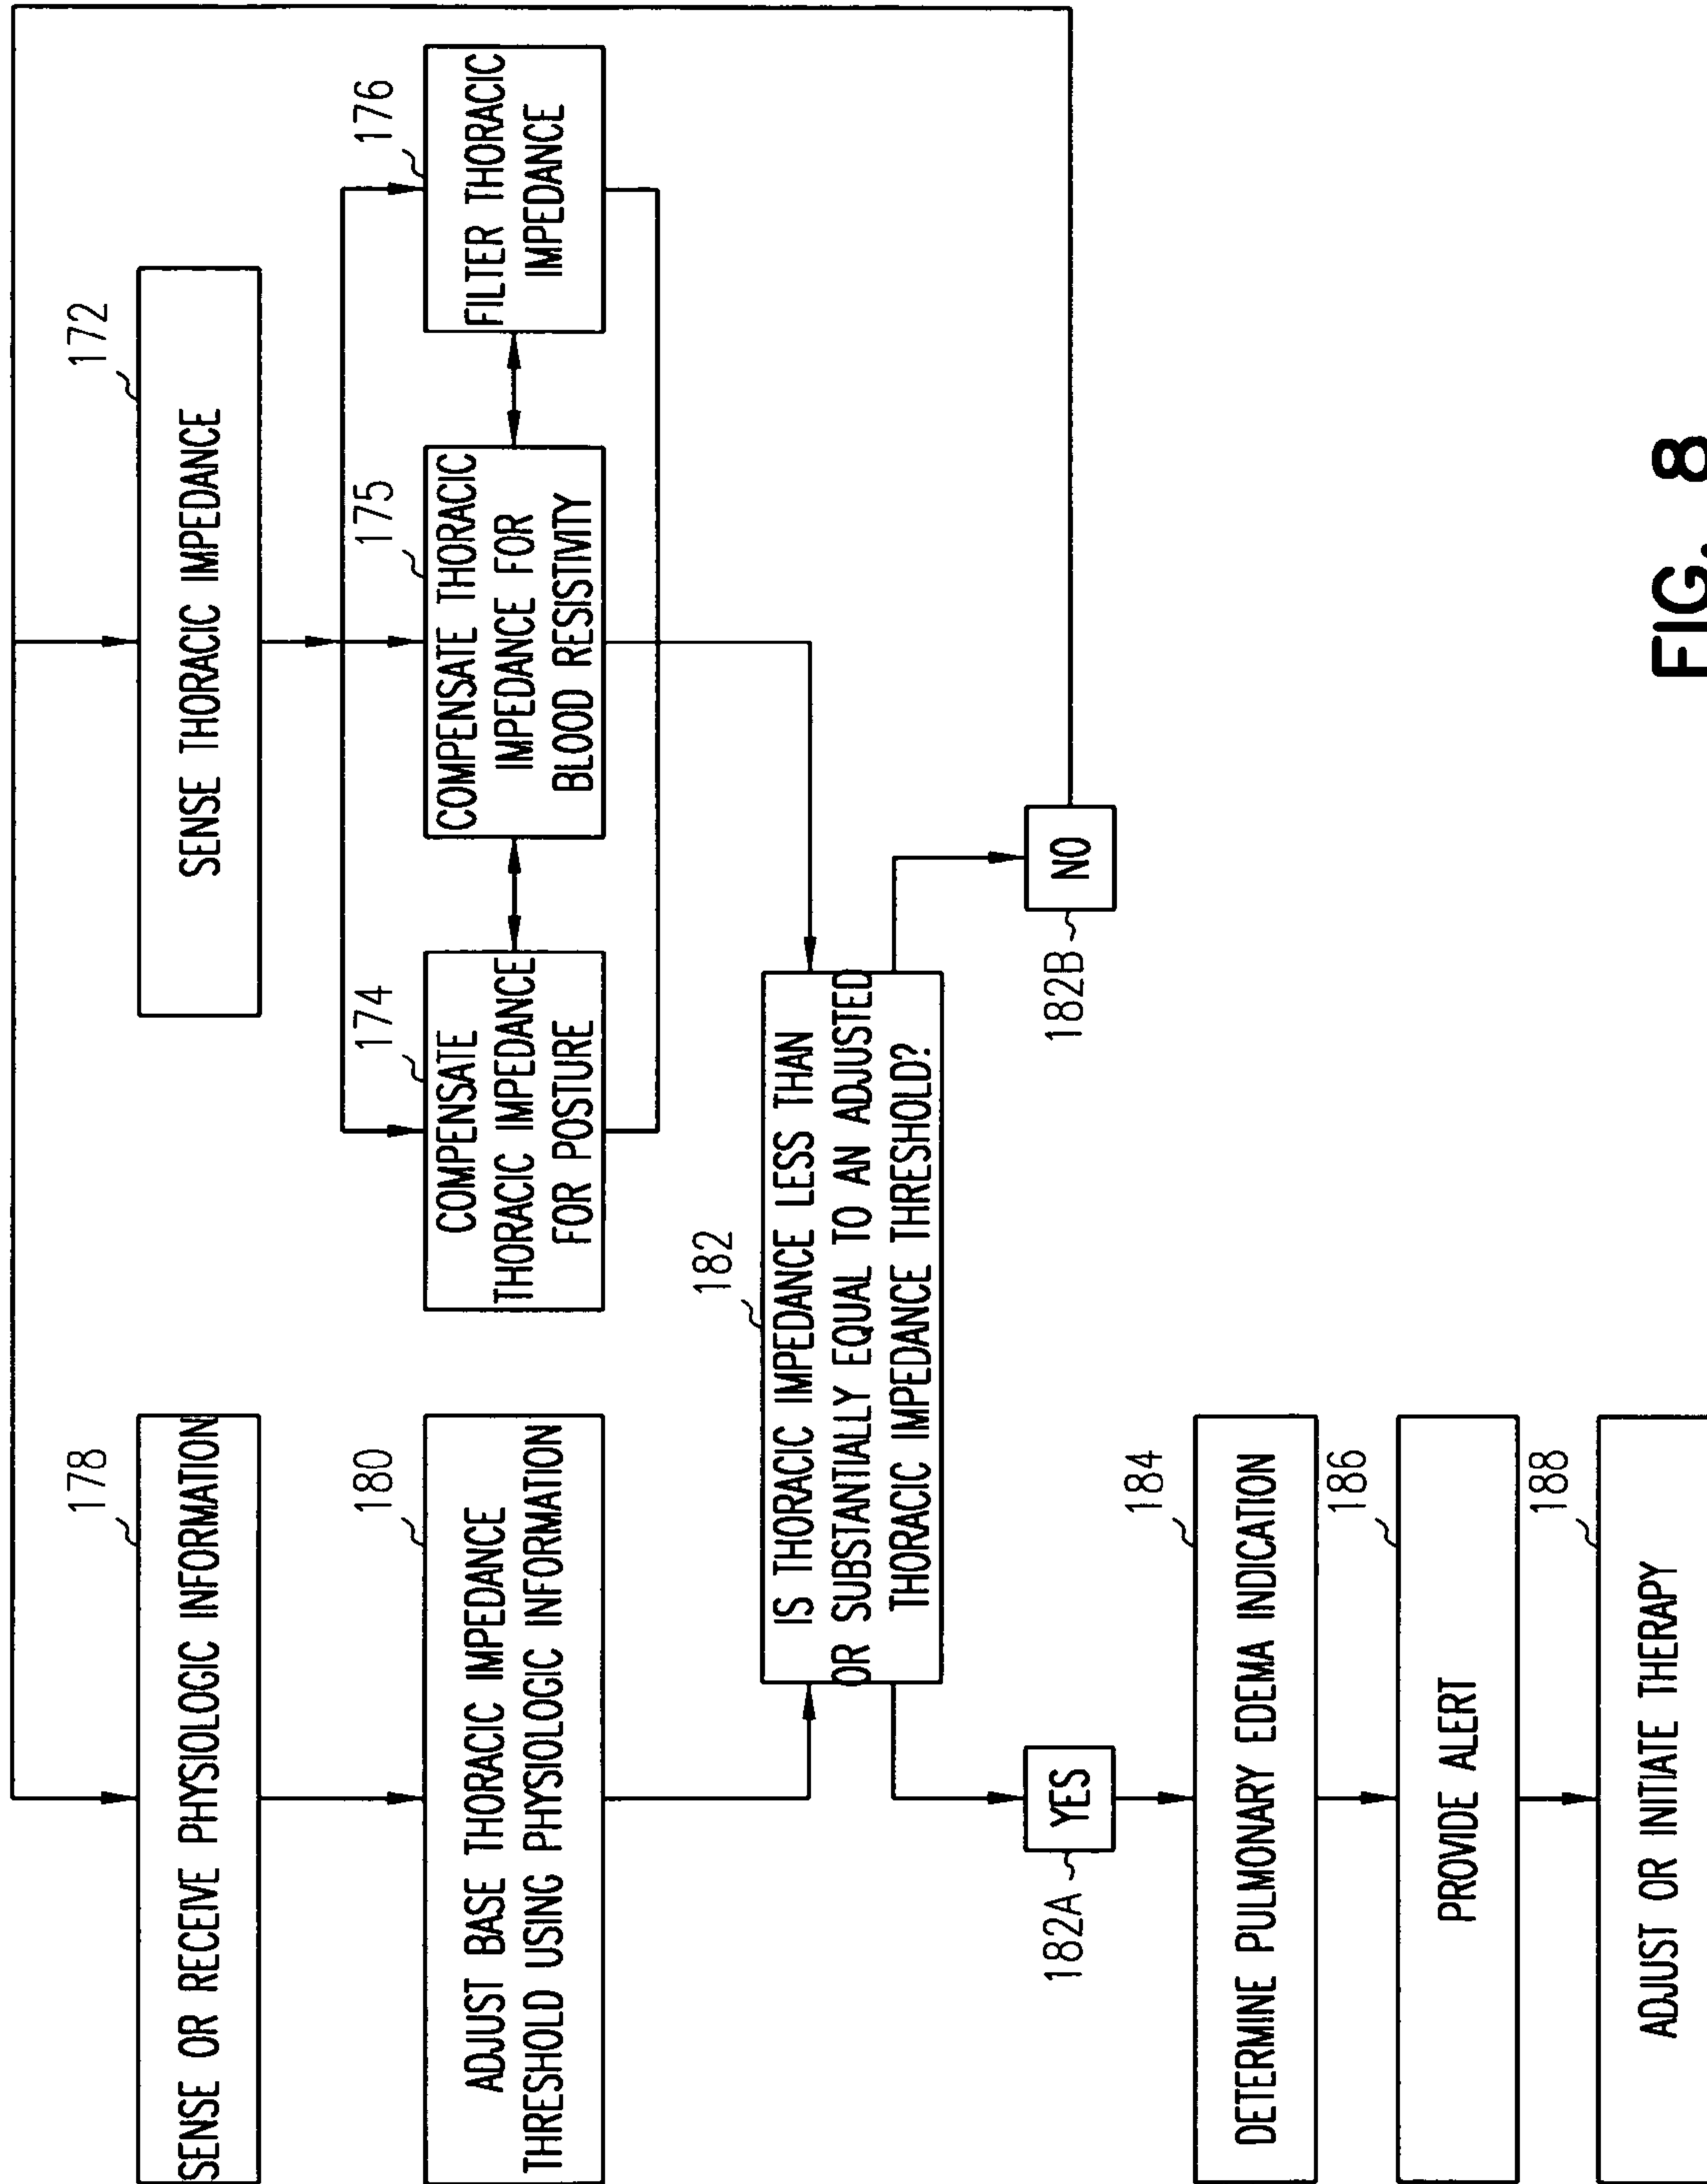 178
SENSE OR RECEIVE PHYSIOLOGIC INFORMATION
172
SENSE THORACIC IMPEDANCE
180
ADJUST BASE THORACIC IMPEDANCE
THRESHOLD USING PHYSIOLOGIC INFORMATION
174
COMPENSATE
THORACIC IMPEDANCE
FOR POSTURE
175
COMPENSATE THORACIC
IMPEDANCE FOR
BLOOD RESISTIVITY
176
FILTER THORACIC
IMPEDANCE
182
IS THORACIC IMPEDANCE LESS THAN
OR SUBSTANTIALLY EQUAL TO AN ADJUSTED
THORACIC IMPEDANCE THRESHOLD?
182A
YES
182B
NO
184
DETERMINE PULMONARY EDEMA INDICATION
186
PROVIDE ALERT
188
ADJUST OR INITIATE THERAPY
FIG. 8